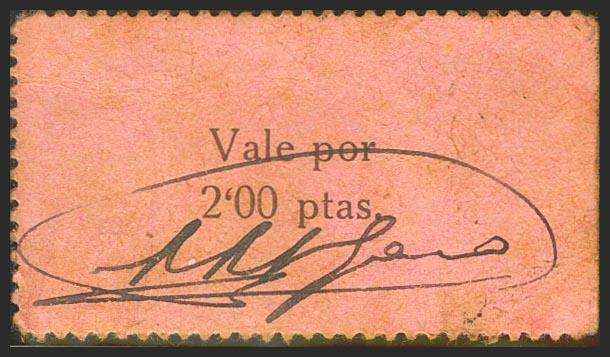 Vale por
2'00 ptas.